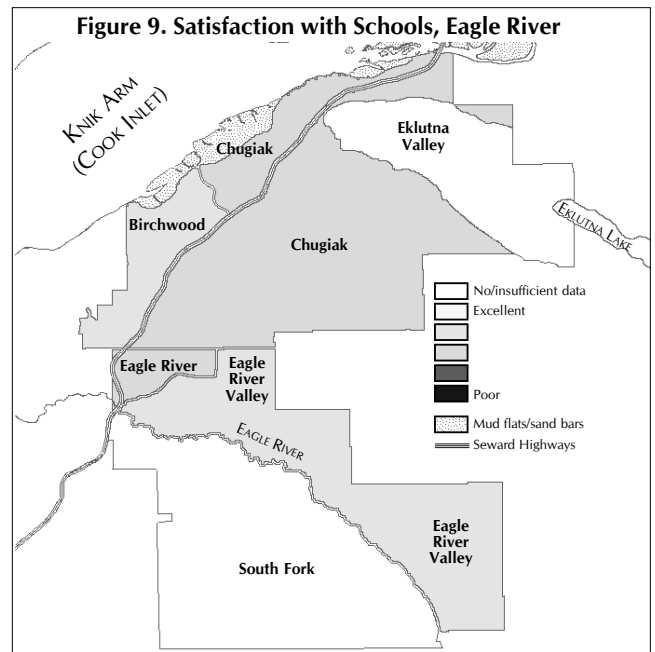 Figure 9. Satisfaction with Schools, Eagle River
KNIK ARM
(COOK INLET)
Chugiak
Eklutna
Valley
Birchwood
EKLUTNA LAKE
Chugiak
No/insufficient data
Excellent
Poor
Mud flats/sand bars
Seward Highways
Eagle River
Eagle
River
Valley
EAGLE RIVER
Eagle
River
Valley
South Fork